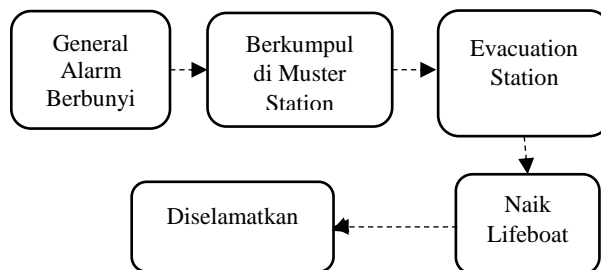 General
Alarm
Berbunyi
Berkumpul
di Muster
Station
Evacuation
Station
Naik
Lifeboat
Diselamatkan